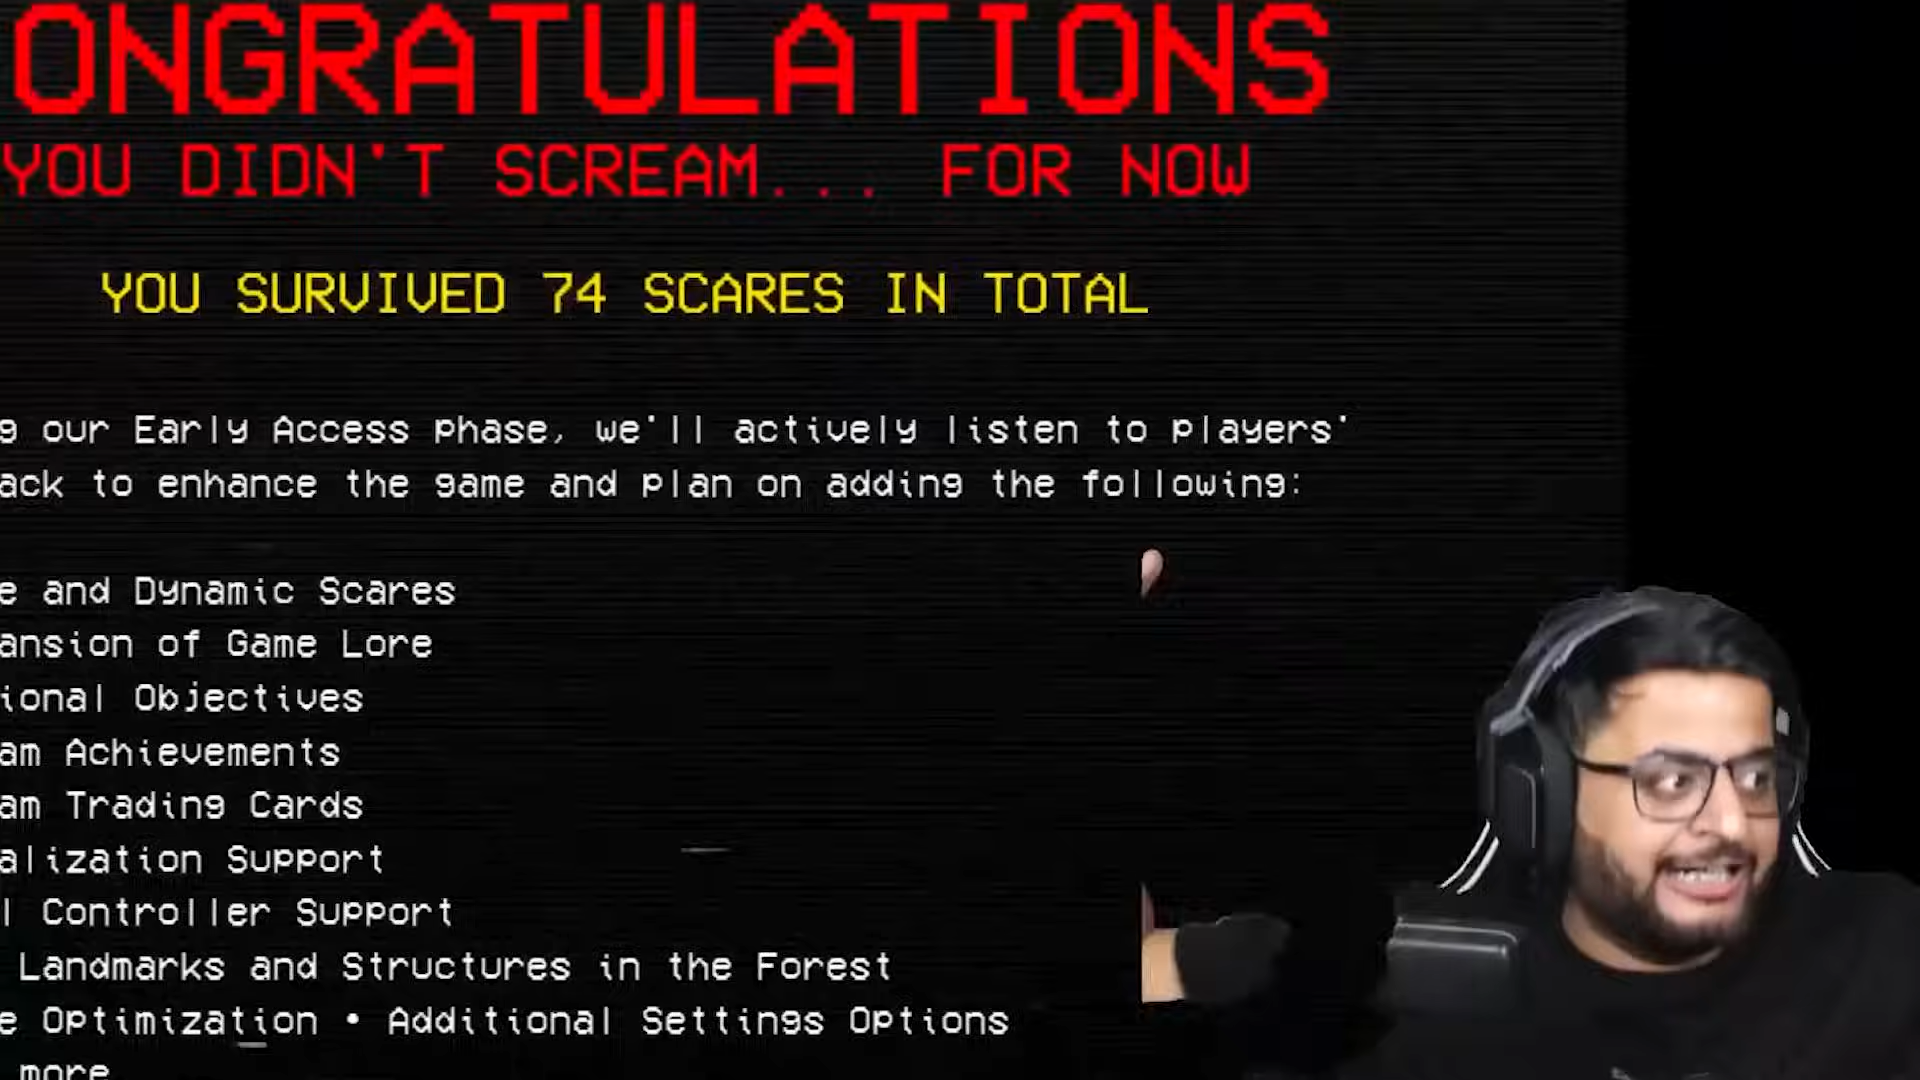 ONGRATULATIONS
YOU DIDN'T SCREAM... FOR NOW
YOU SURVIVED 74 SCARES IN TOTAL
g our Early Access phase, we'll actively listen to players'
ack to enhance the game and plan on adding the following:
e and Dynamic Scares
ansion of Game Lore
ional Objectives
am Achievements
am Trading Cards
alization Support
l Controller Support
Landmarks and Structures in the Forest
e Optimization • Additional Settings Options
more